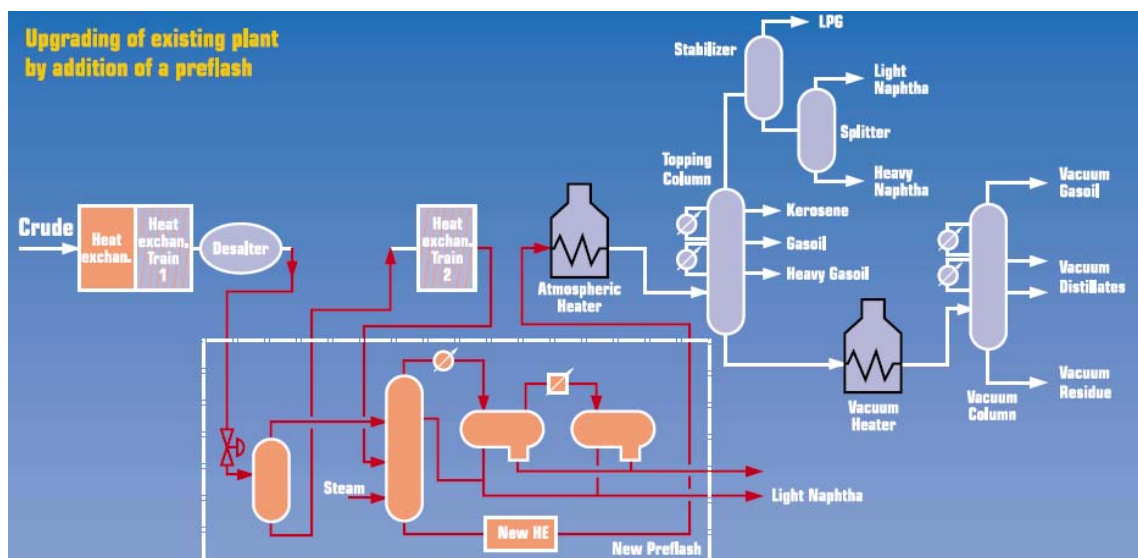 Upgrading of existing plant
by addition of a preflash
LPG
Stabilizer
Light
Naphtha
Splitter
Heavy
Naphtha
Topping
Column
Kerosene
Gasoil
Heavy Gasoil
Vacuum
Gasoil
Vacuum
Distillates
Vacuum
Residue
Vacuum
Column
Vacuum
Heater
Crude
Heat
exchan.
Heat
exchan.
Train
1
Desalter
Heat
exchan.
Train
2
Atmospheric
Heater
Steam
New HE
New Preflash
Light Naphtha